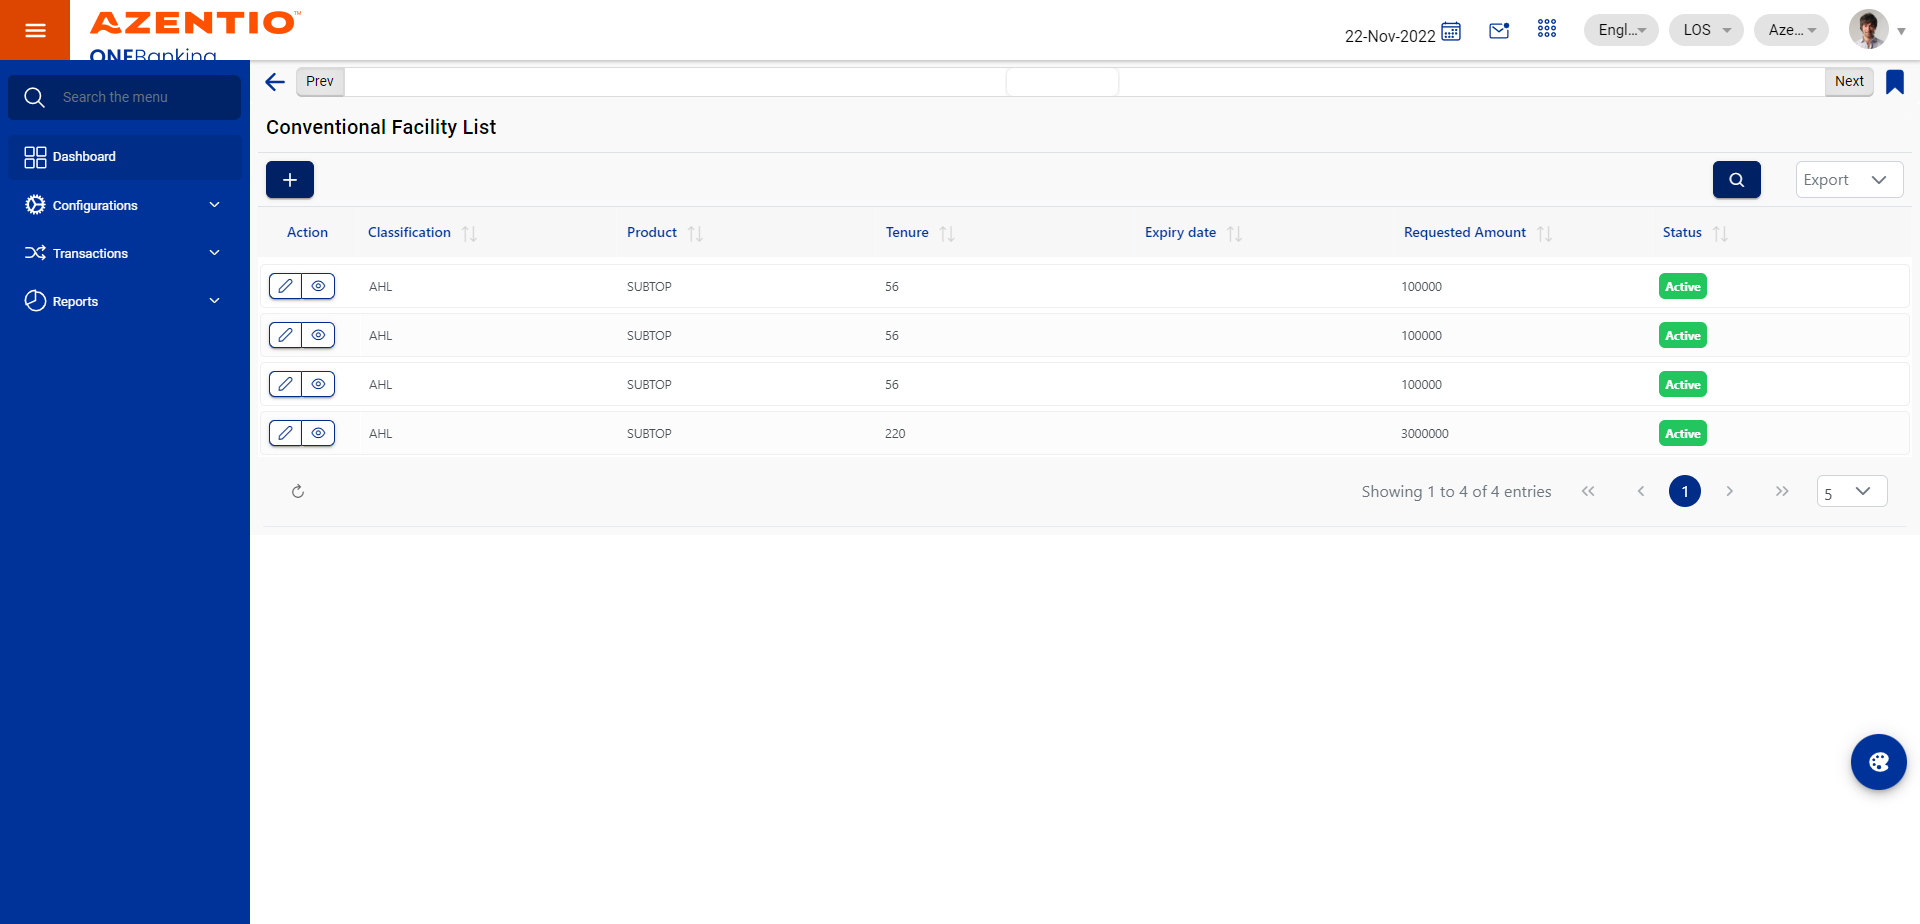 AZENTIO™
ONEBanking
22-Nov-2022
Engl...
LOS
Aze...
Search the menu
Dashboard
Configurations
Transactions
Reports
Prev
Next
Conventional Facility List
Export
Action Classification Product Tenure Expiry date Requested Amount Status
AHL SUBTOP 56 100000 Active
AHL SUBTOP 56 100000 Active
AHL SUBTOP 56 100000 Active
AHL SUBTOP 220 3000000 Active
Showing 1 to 4 of 4 entries
1
5